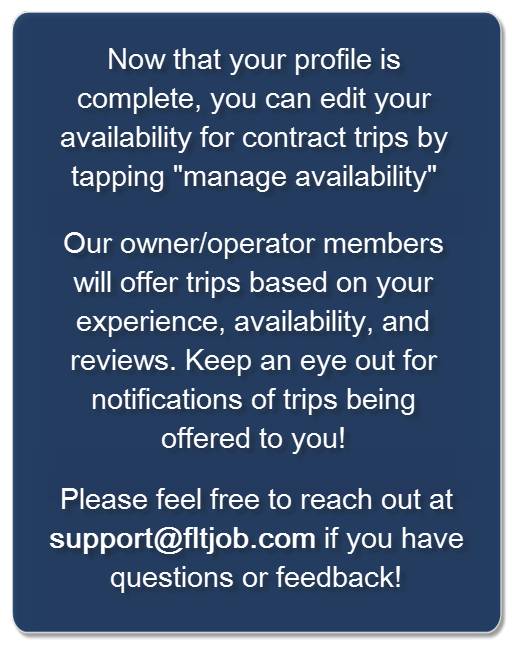 Now that your profile is
complete, you can edit your
availability for contract trips by
tapping "manage availability"
Our owner/operator members
will offer trips based on your
experience, availability, and
reviews. Keep an eye out for
notifications of trips being
offered to you!
Please feel free to reach out at
support@fltjob.com if you have
questions or feedback!